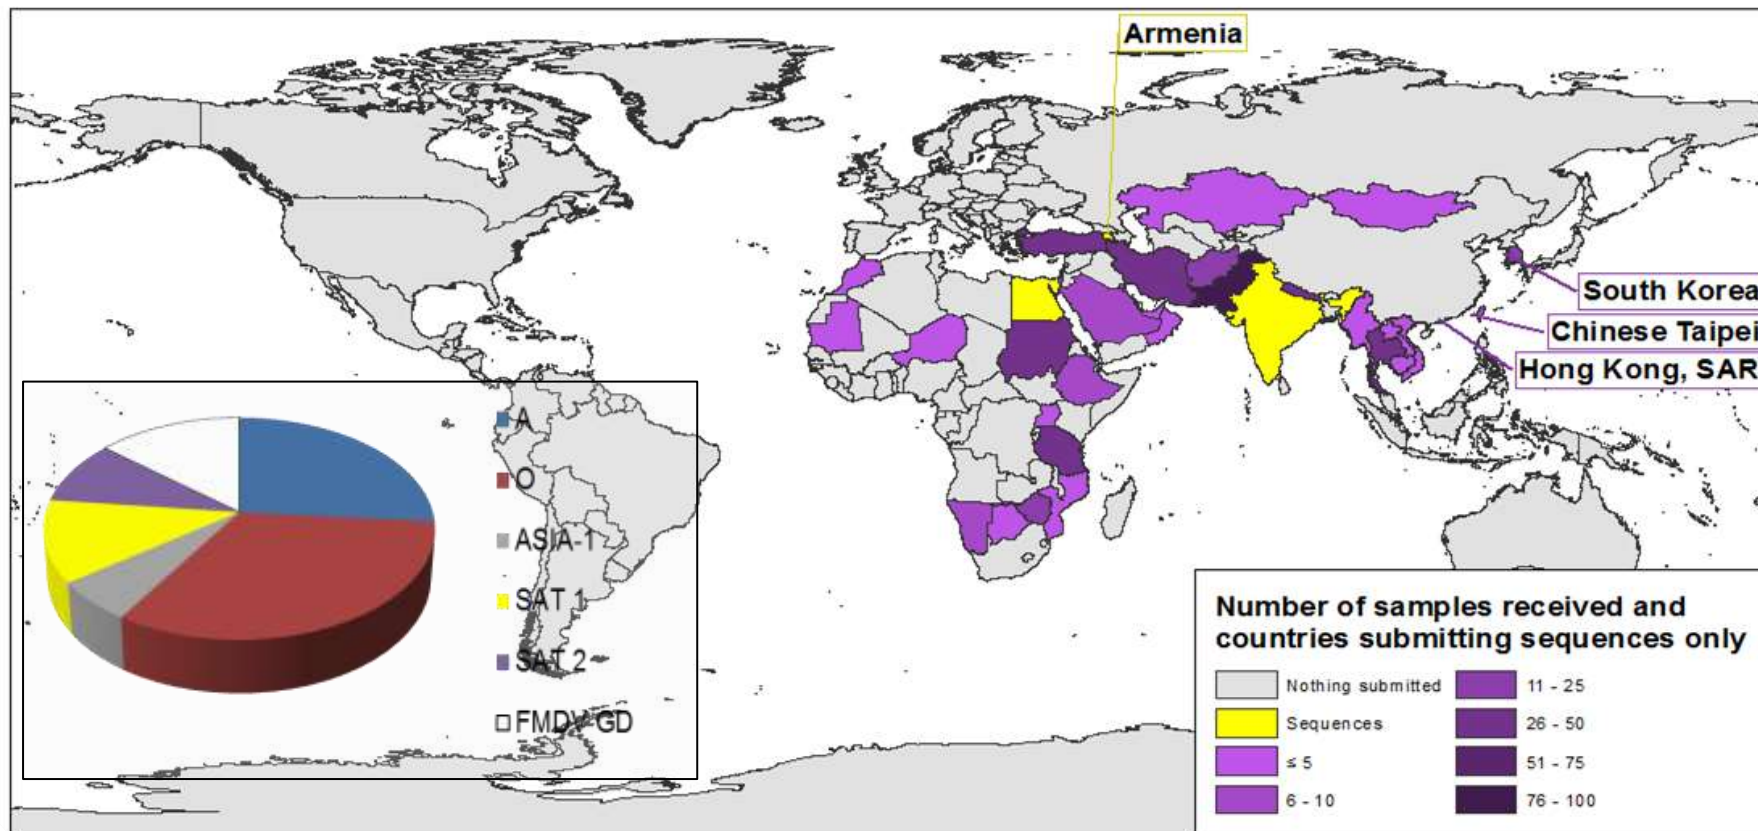 Armenia
South Korea
Chinese Taipei
Hong Kong, SAR
A
O
ASIA-1
SAT 1
SAT 2
FMDV GD
Number of samples received and
countries submitting sequences only
Nothing submitted
Sequences
≤ 5
6 - 10
11 - 25
26 - 50
51 - 75
76 - 100